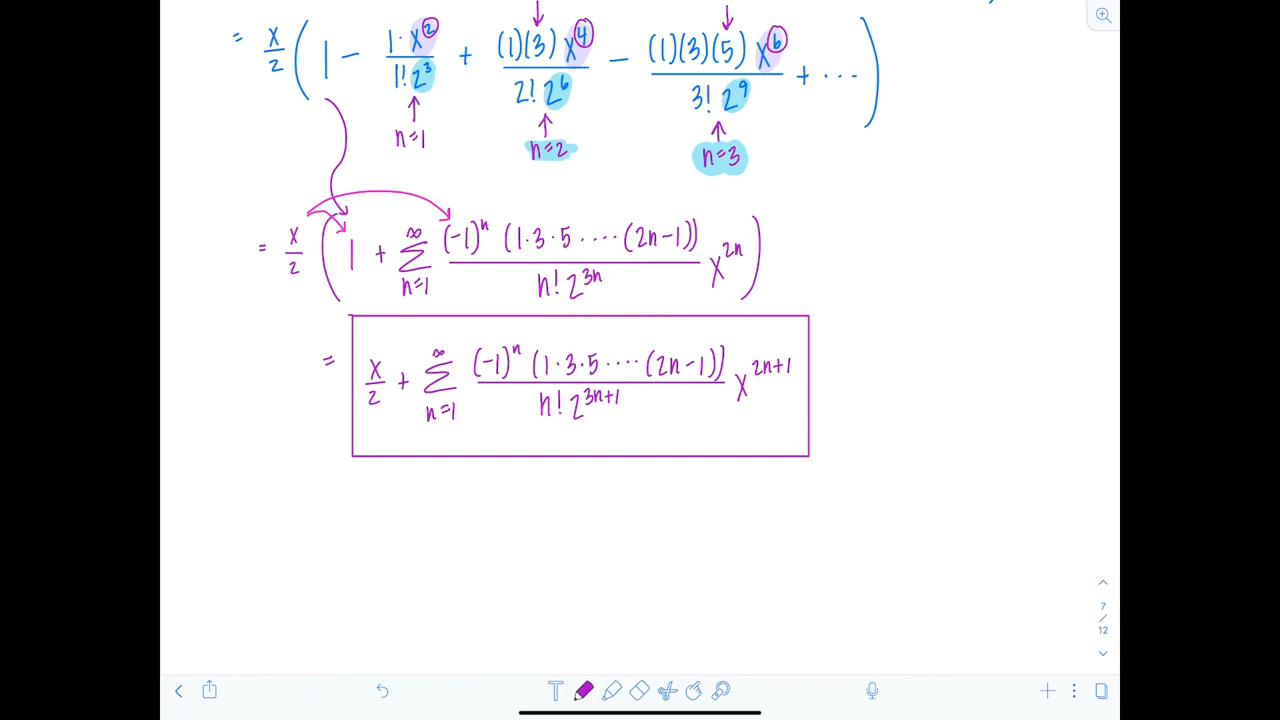 = x/2 ( 1 − 1·x^2 / 1! 2^3 + (1)(3) x^4 / 2! 2^6 − (1)(3)(5) x^6 / 3! 2^9 + ··· )
n=1 n=2 n=3
= x/2 ( 1 + ∞ Σ n=1 (-1)^n (1·3·5·····(2n−1)) / n! 2^{3n} x^{2n} )
= x/2 + ∞ Σ n=1 (-1)^n (1·3·5·····(2n−1)) / n! 2^{3n+1} x^{2n+1}
7
/
12
T